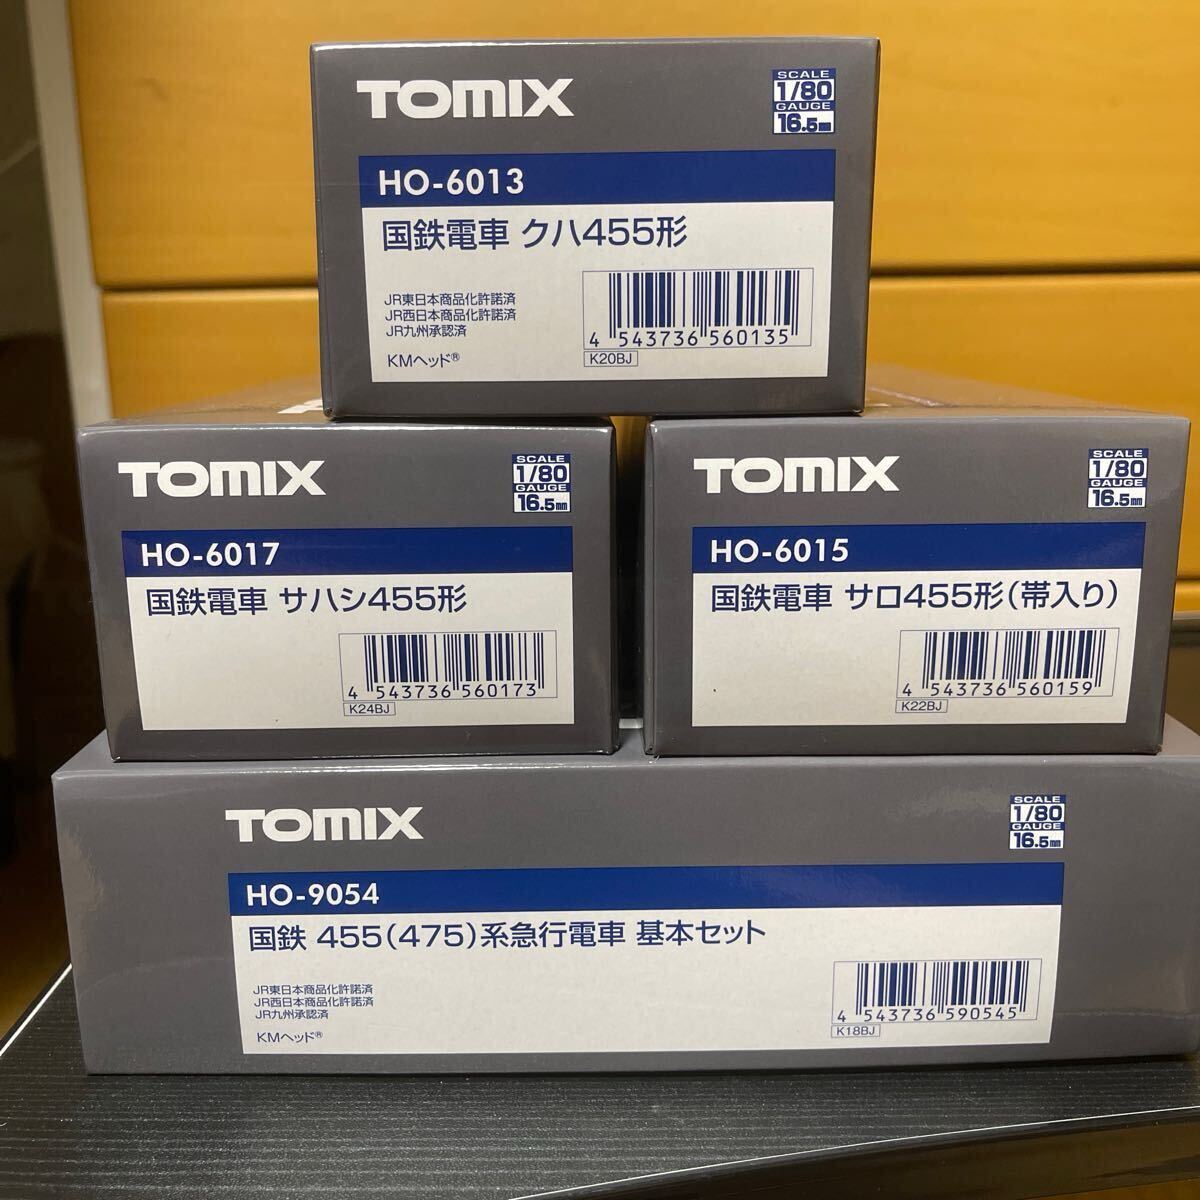 TOMIX
SCALE
1/80
GAUGE
16.5mm
HO-6013
国鉄電車 クハ455形
JR東日本商品化許諾済
JR西日本商品化許諾済
JR九州承認済
KMヘッド®
4 543736 560135
K20BJ
TOMIX
SCALE
1/80
GAUGE
16.5mm
HO-6017
国鉄電車 サハシ455形
4 543736 560173
K24BJ
TOMIX
SCALE
1/80
GAUGE
16.5mm
HO-6015
国鉄電車 サロ455形(帯入り)
4 543736 560159
K22BJ
TOMIX
SCALE
1/80
GAUGE
16.5mm
HO-9054
国鉄 455(475)系急行電車 基本セット
JR東日本商品化許諾済
JR西日本商品化許諾済
JR九州承認済
KMヘッド®
4 543736 590545
K18BJ